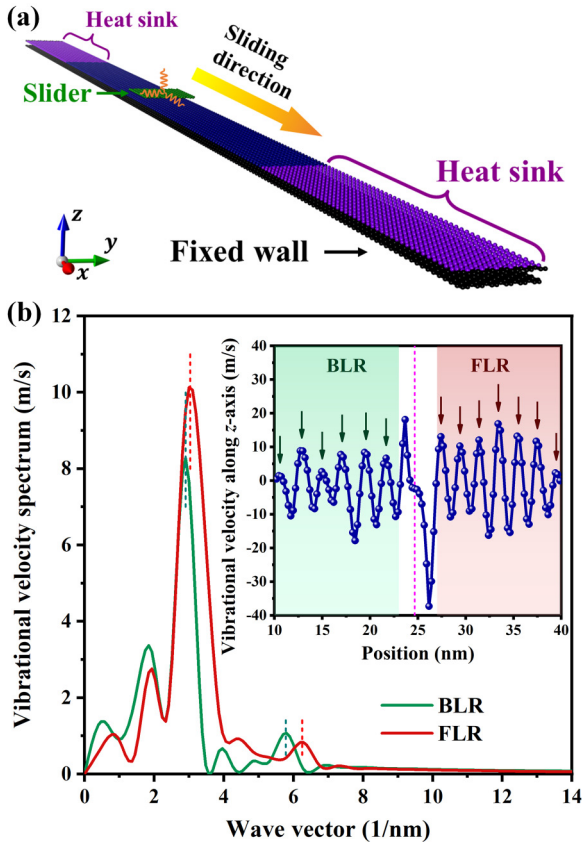 (a)
Heat sink
Sliding
direction
Slider
Heat sink
z
y
x
Fixed wall
(b)
12
10
8
6
4
2
0
Vibrational velocity spectrum (m/s)
0 2 4 6 8 10 12 14
Wave vector (1/nm)
Vibrational velocity along z-axis (m/s)
40
30
20
10
0
-10
-20
-30
-40
BLR
FLR
10 15 20 25 30 35 40
Position (nm)
BLR
FLR